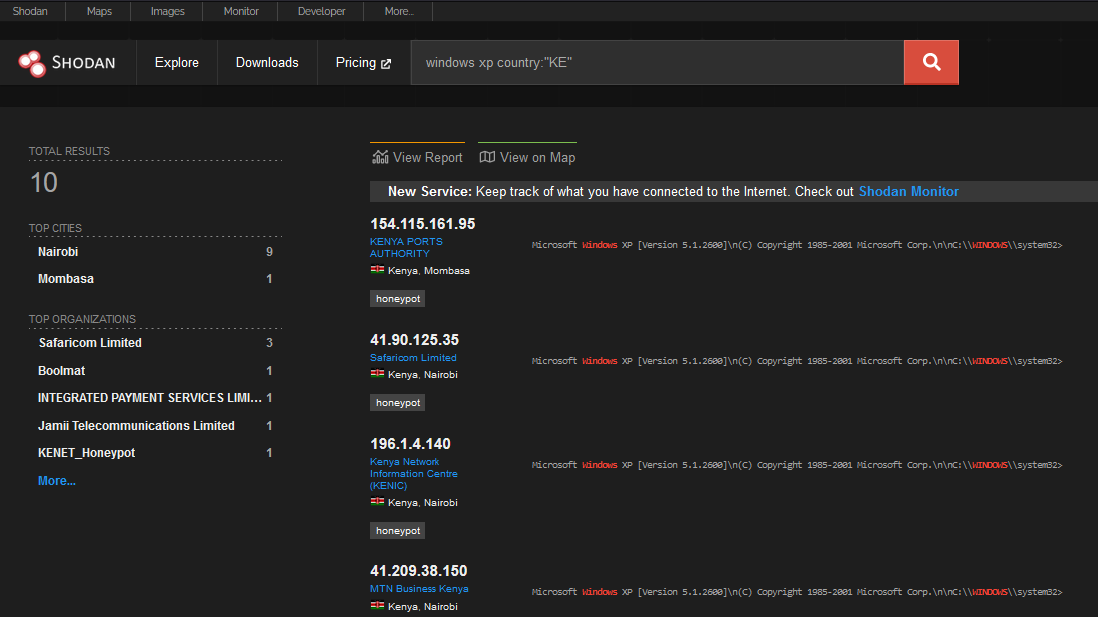 Shodan Maps Images Monitor Developer More...
SHODAN Explore Downloads Pricing windows xp country:"KE"
TOTAL RESULTS
10
TOP CITIES
Nairobi 9
Mombasa 1
TOP ORGANIZATIONS
Safaricom Limited 3
Boolmat 1
INTEGRATED PAYMENT SERVICES LIMI... 1
Jamii Telecommunications Limited 1
KENET_Honeypot 1
More...
View Report View on Map
New Service: Keep track of what you have connected to the Internet. Check out Shodan Monitor
154.115.161.95
KENYA PORTS
AUTHORITY
Kenya, Mombasa
honeypot
Microsoft Windows XP [Version 5.1.2600]\n(C) Copyright 1985-2001 Microsoft Corp.\n\nC:\\WINDOWS\\system32>
41.90.125.35
Safaricom Limited
Kenya, Nairobi
honeypot
Microsoft Windows XP [Version 5.1.2600]\n(C) Copyright 1985-2001 Microsoft Corp.\n\nC:\\WINDOWS\\system32>
196.1.4.140
Kenya Network
Information Centre
(KENIC)
Kenya, Nairobi
honeypot
Microsoft Windows XP [Version 5.1.2600]\n(C) Copyright 1985-2001 Microsoft Corp.\n\nC:\\WINDOWS\\system32>
41.209.38.150
MTN Business Kenya
Kenya, Nairobi
Microsoft Windows XP [Version 5.1.2600]\n(C) Copyright 1985-2001 Microsoft Corp.\n\nC:\\WINDOWS\\system32>